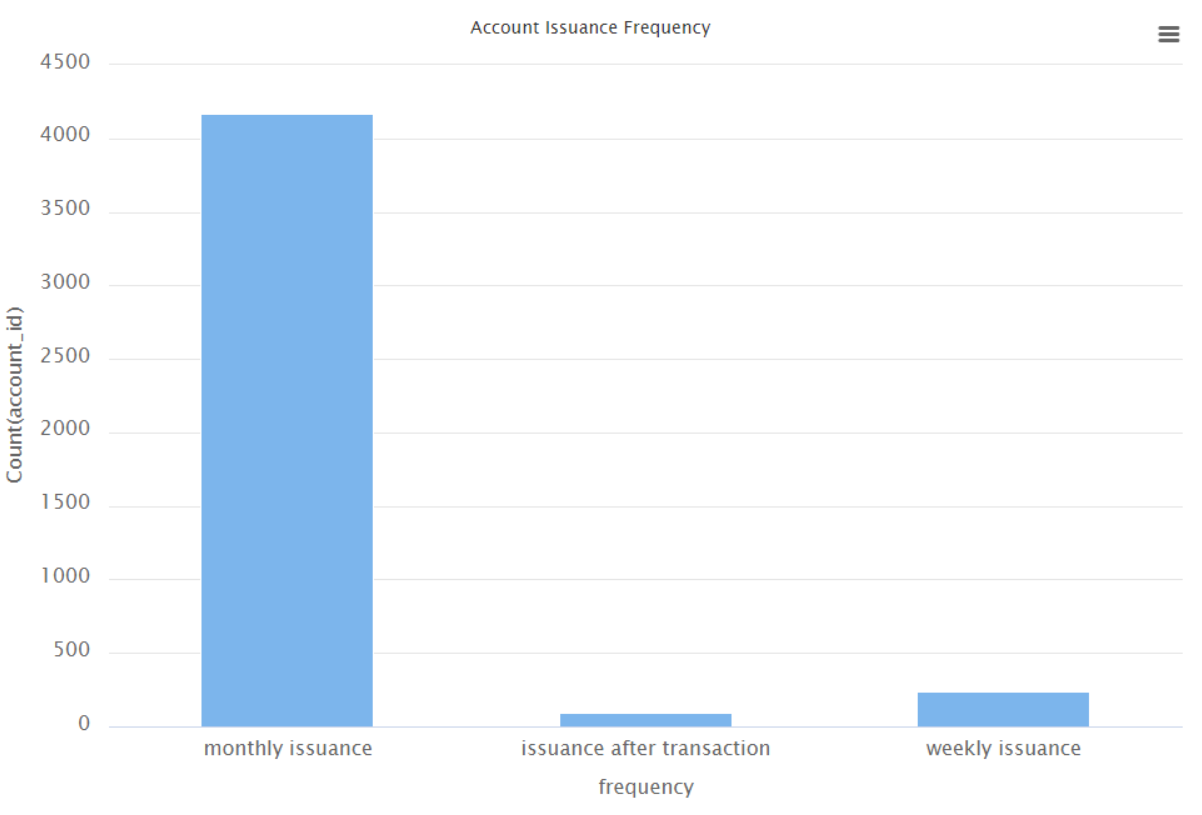 Account Issuance Frequency
4500
4000
3500
3000
2500
2000
1500
1000
500
0
Count(account_id)
monthly issuance
issuance after transaction
weekly issuance
frequency